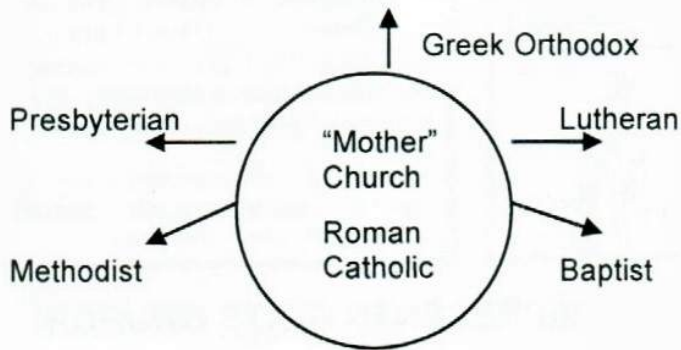 Greek Orthodox
Presbyterian
Lutheran
“Mother”
Church
Roman
Catholic
Methodist
Baptist